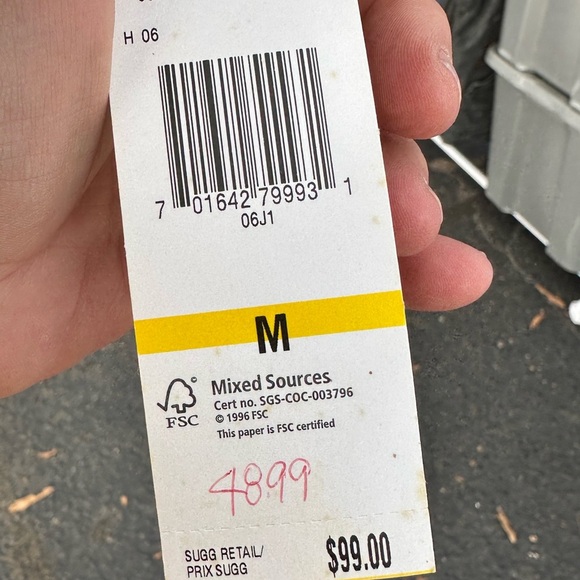 H 06
7 01642 79993 1
06J1
M
Mixed Sources
Cert no. SGS-COC-003796
© 1996 FSC
This paper is FSC certified
FSC
4899
SUGG RETAIL/
PRIX SUGG
$99.00